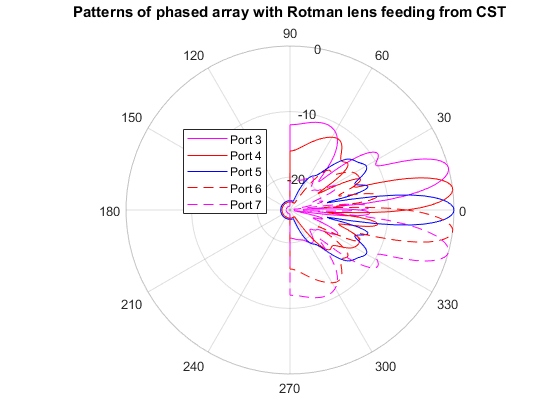 Patterns of phased array with Rotman lens feeding from CST
90
0
120
60
-10
150
30
Port 3
Port 4
Port 5
Port 6
Port 7
-20
180
0
210
330
240
300
270